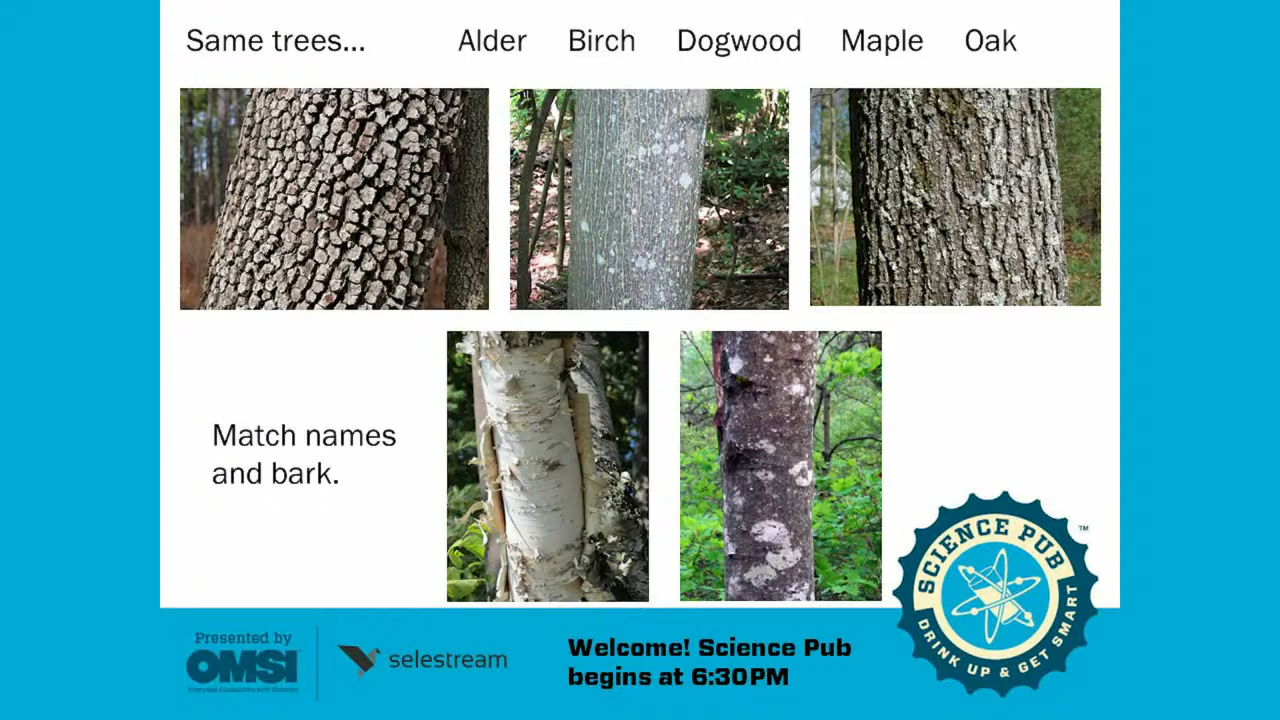 Same trees... Alder Birch Dogwood Maple Oak
Match names
and bark.
SCIENCE PUB
TM
DRINK UP & GET SMART
Presented by
OMSI
selestream
Welcome! Science Pub
begins at 6:30PM